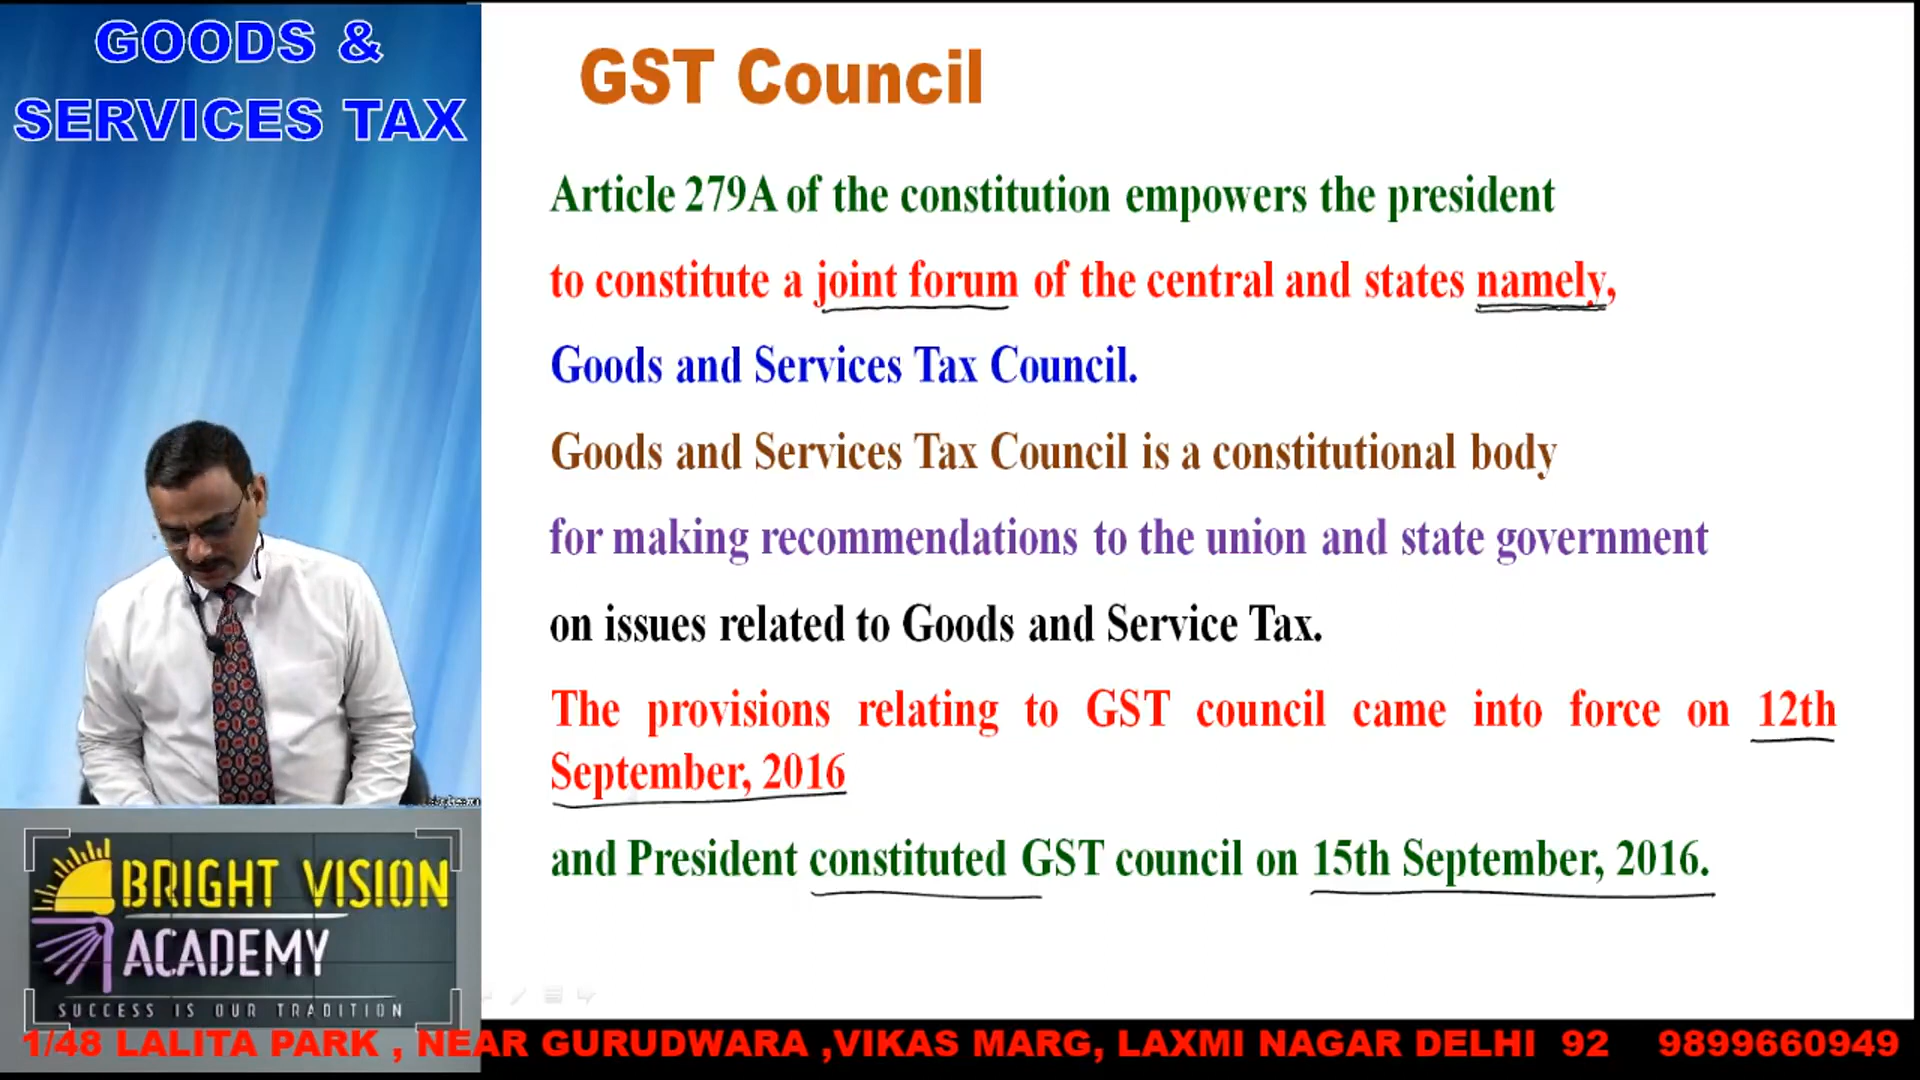 GOODS &
SERVICES TAX
GST Council
Article 279A of the constitution empowers the president
to constitute a joint forum of the central and states namely,
Goods and Services Tax Council.
Goods and Services Tax Council is a constitutional body
for making recommendations to the union and state government
on issues related to Goods and Service Tax.
The provisions relating to GST council came into force on 12th
September, 2016
and President constituted GST council on 15th September, 2016.
BRIGHT VISION
ACADEMY
SUCCESS IS OUR TRADITION
1/48 LALITA PARK , NEAR GURUDWARA ,VIKAS MARG, LAXMI NAGAR DELHI 92 9899660949